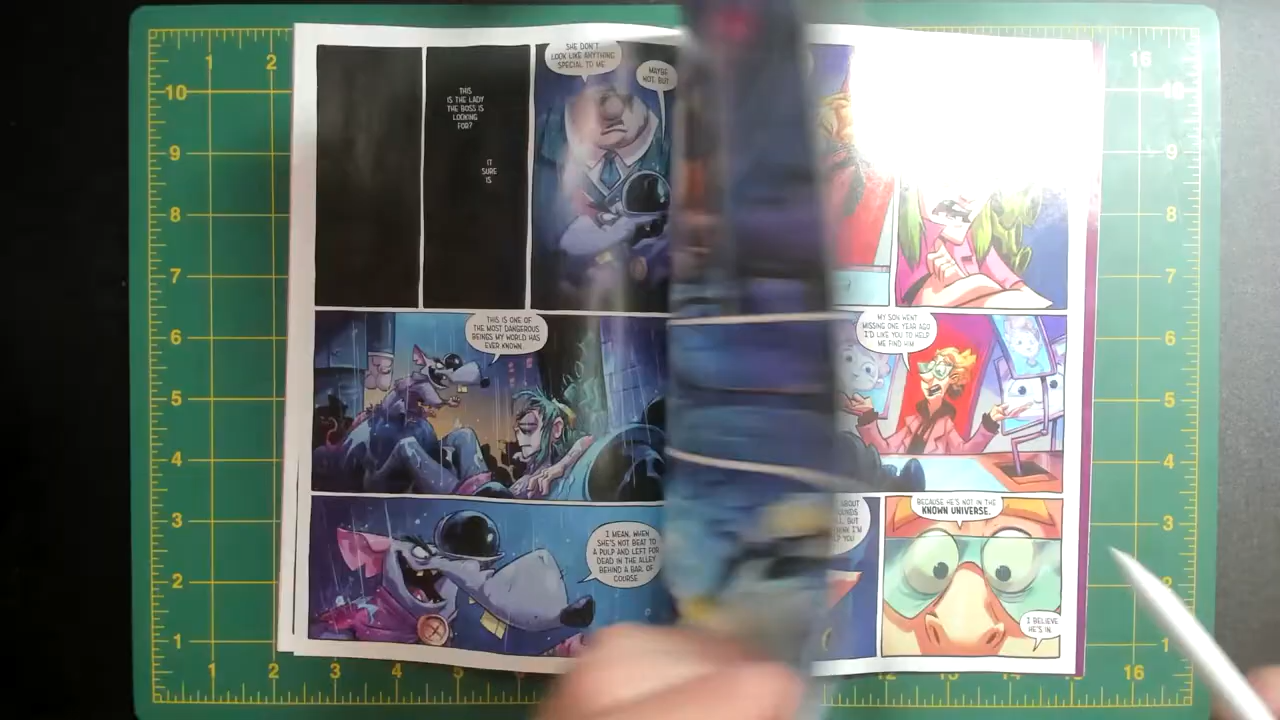 THIS
IS THE LADY
THE BOSS IS
LOOKING
FOR?
IT
SURE
IS
SHE DON'T
LOOK LIKE ANYTHING
SPECIAL TO ME
MAYBE
NOT, BUT
THIS IS ONE OF
THE MOST DANGEROUS
BEINGS MY WORLD HAS
EVER KNOWN
I MEAN, WHEN
SHE'S NOT BEAT TO
A PULP AND LEFT FOR
DEAD IN THE ALLEY
BEHIND A BAR, OF
COURSE
MY SON WENT
MISSING ONE YEAR AGO
I'D LIKE YOU TO HELP
ME FIND HIM
ABOUT
BUT
I'M
YOU
BECAUSE HE'S NOT IN THE
KNOWN UNIVERSE.
I BELIEVE
HE'S IN
1 2
10
9
8
7
6
5
4
3
2
1
16
10
9
8
7
6
5
4
3
2
1
1 2 3 4 5 12 13 14 15 16